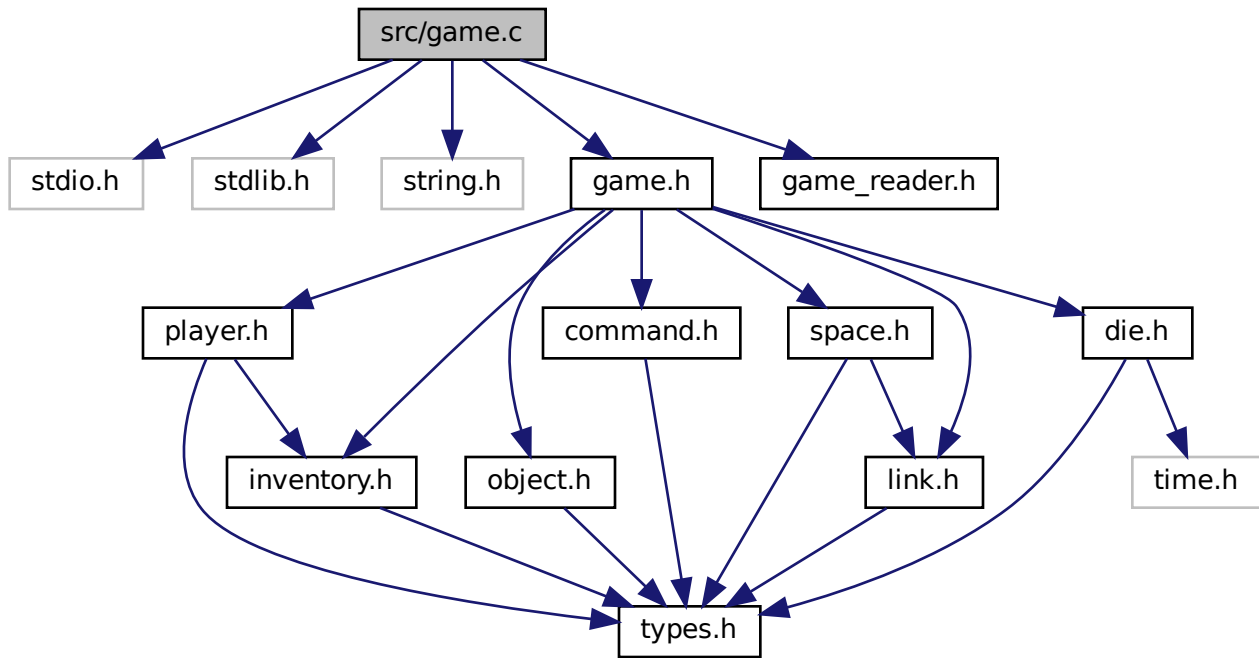 src/game.c
stdio.h
stdlib.h
string.h
game.h
game_reader.h
player.h
command.h
space.h
die.h
inventory.h
object.h
link.h
time.h
types.h